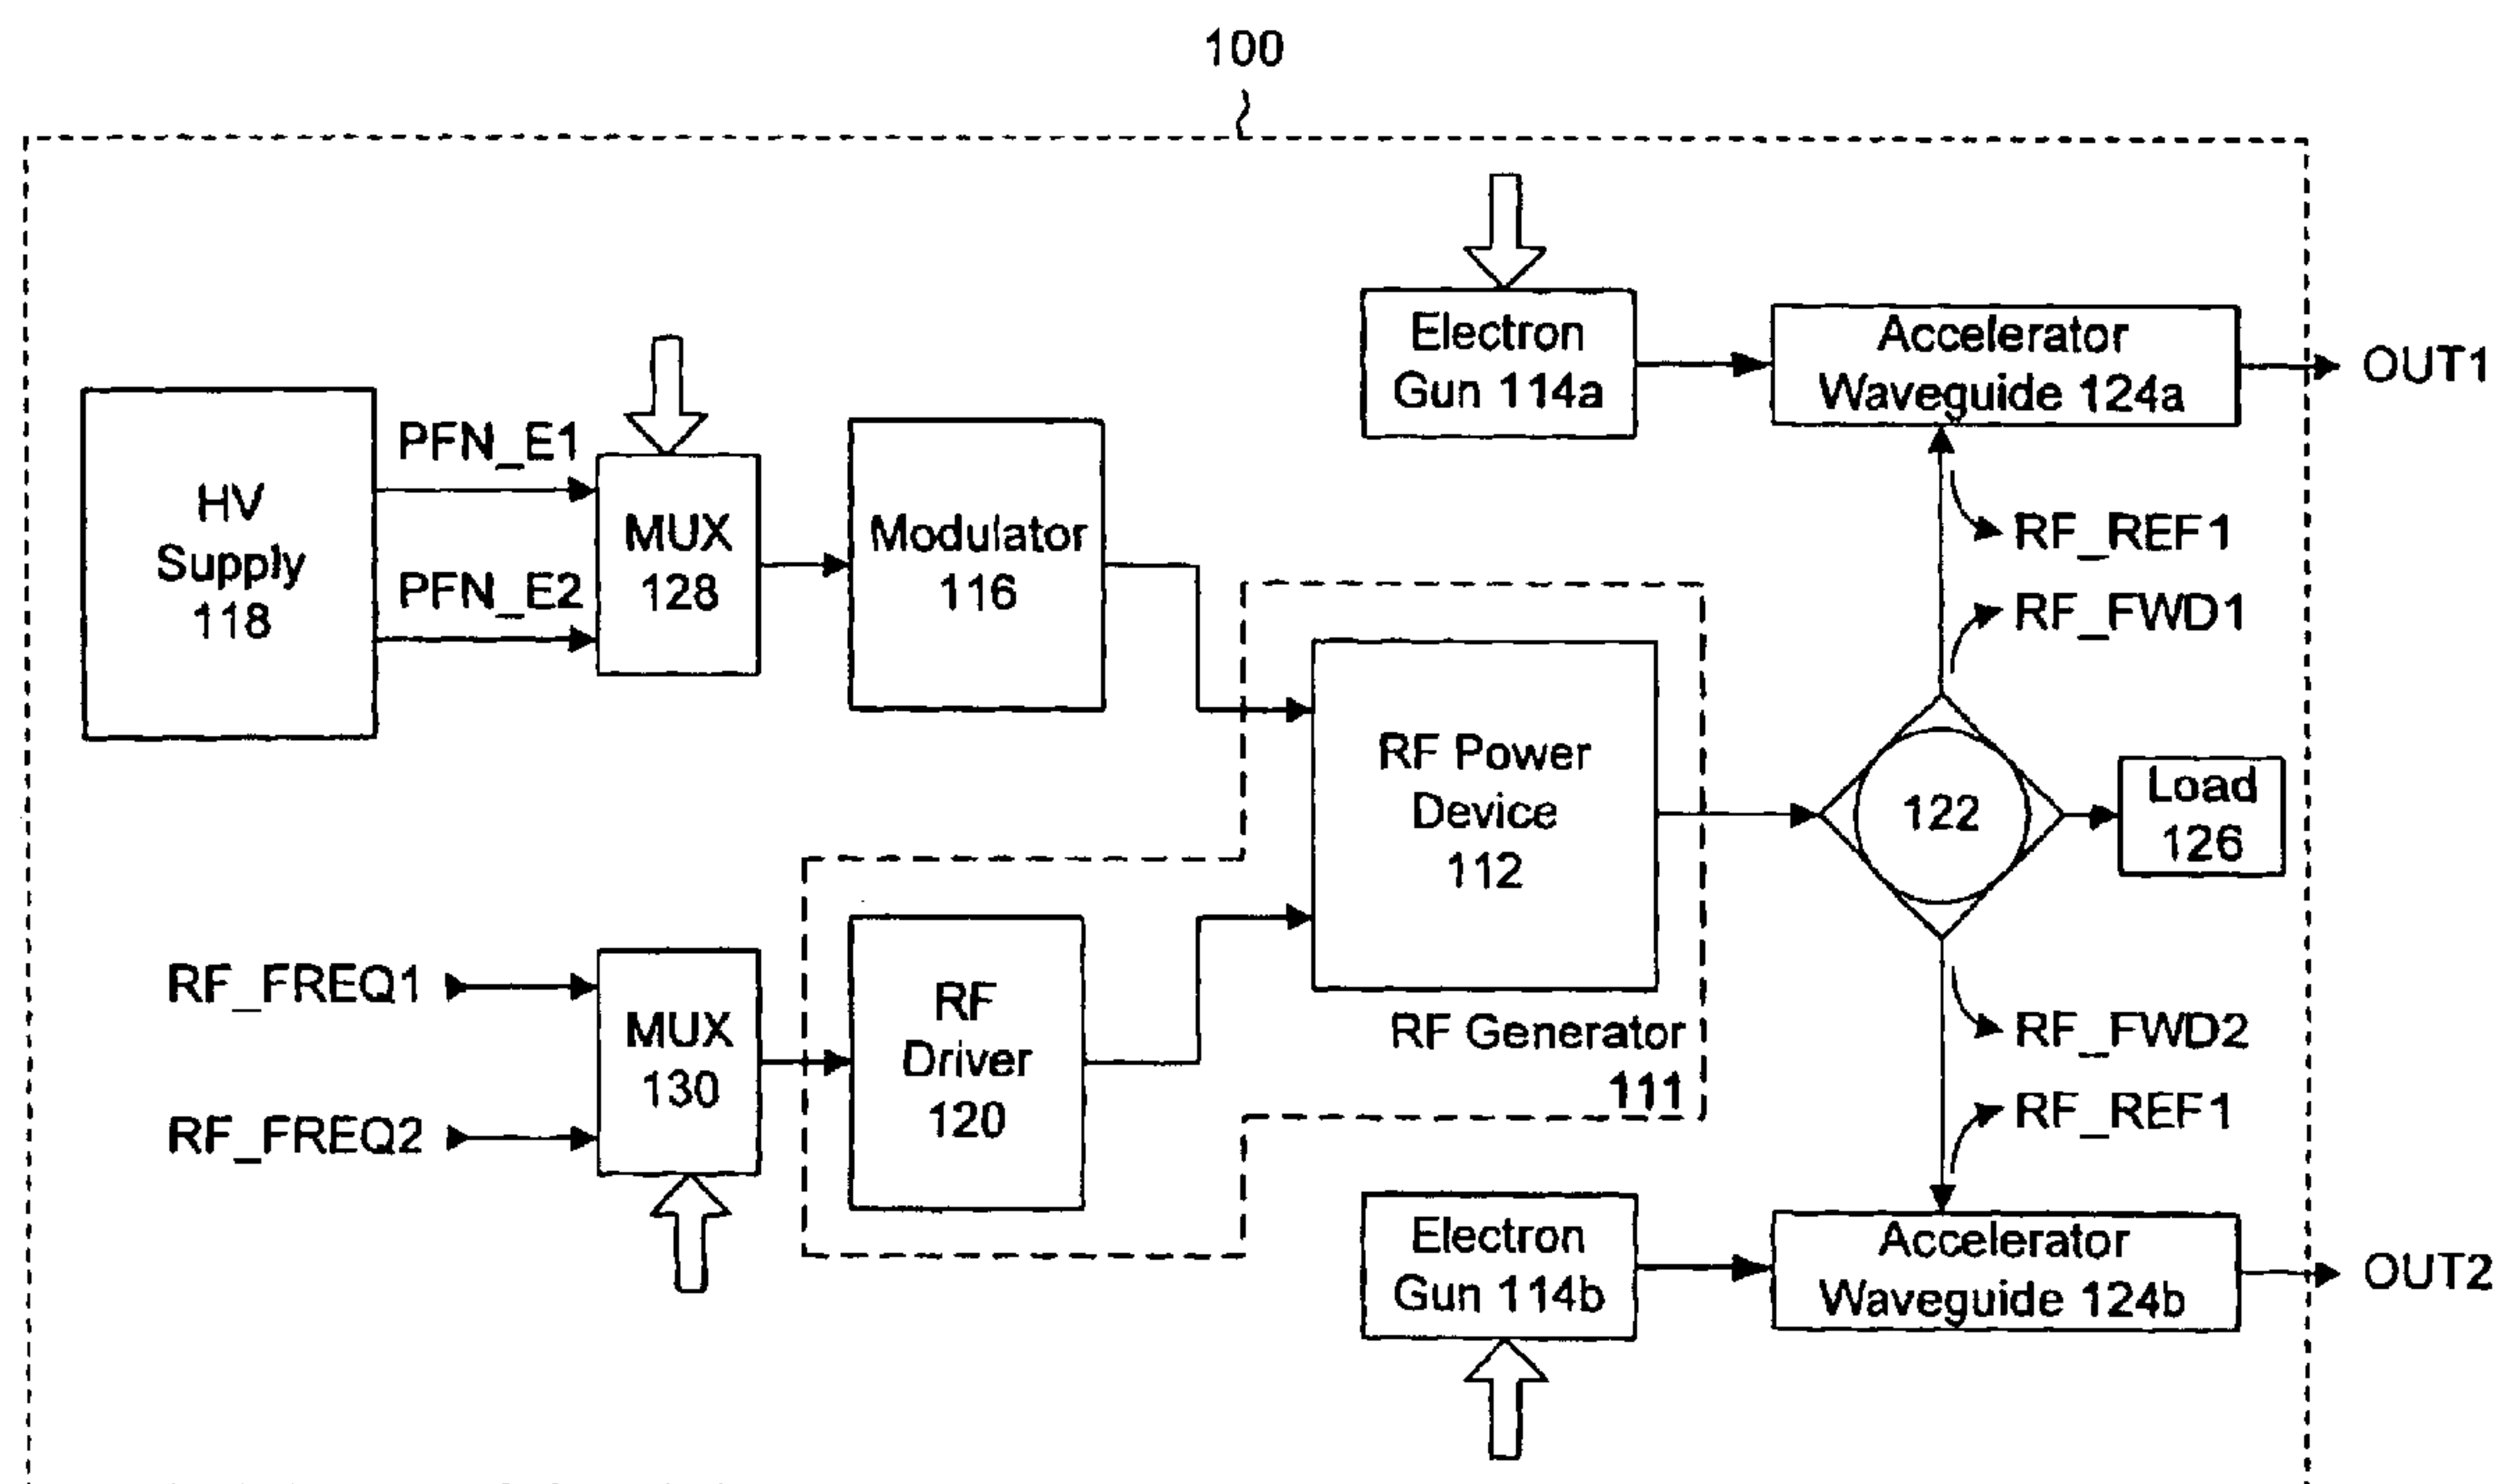 100
Electron
Gun 114a
Accelerator
Waveguide 124a
OUT1
HV
Supply
118
PFN_E1
PFN_E2
MUX
128
Modulator
116
RF_REF1
RF_FWD1
RF Power
Device
112
122
Load
126
RF_FREQ1
RF_FREQ2
MUX
130
RF
Driver
120
RF Generator
111
RF_FWD2
RF_REF1
Electron
Gun 114b
Accelerator
Waveguide 124b
OUT2